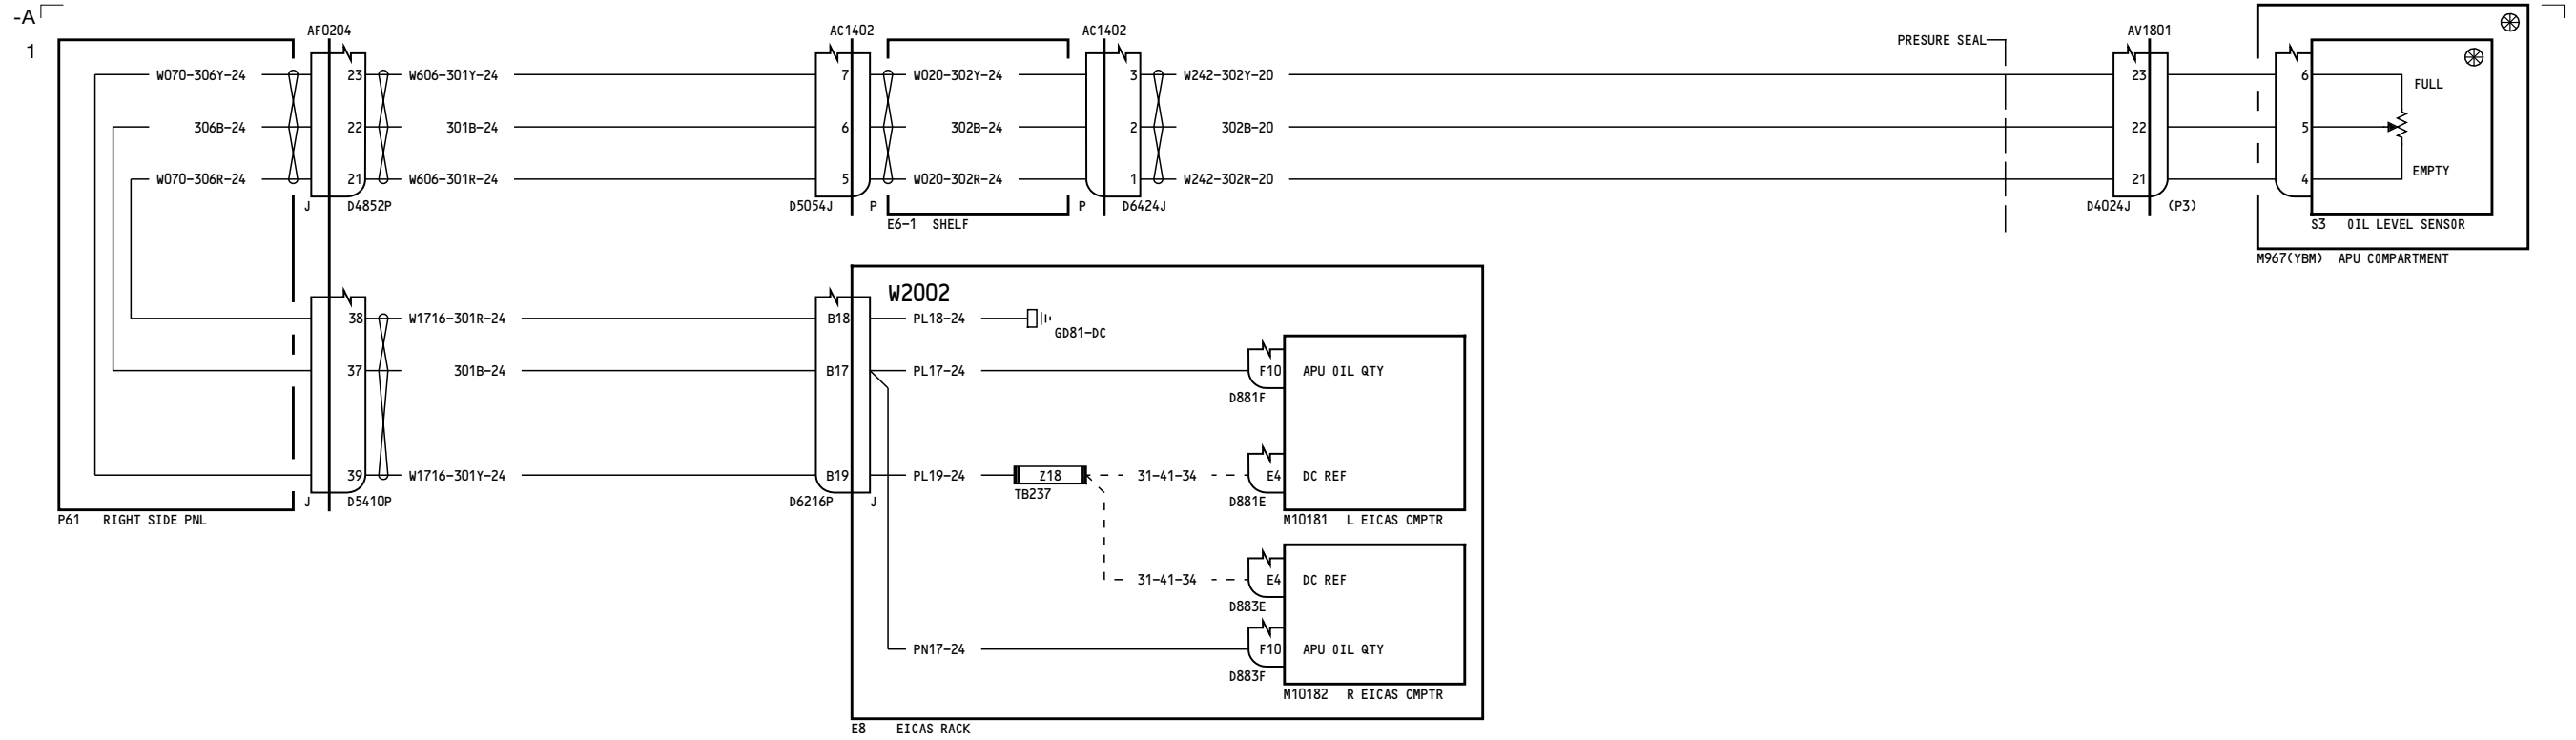 -A
1
AF0204
AC1402
AC1402
PRESURE SEAL
AV1801
W070-306Y-24
23
W606-301Y-24
7
W020-302Y-24
3
W242-302Y-20
23
6
FULL
306B-24
22
301B-24
6
302B-24
2
302B-20
22
5
W070-306R-24
21
W606-301R-24
5
W020-302R-24
1
W242-302R-20
21
4
EMPTY
J
D4852P
D5054J
P
P
D6424J
D4024J
(P3)
E6-1 SHELF
S3 OIL LEVEL SENSOR
M967(YBM) APU COMPARTMENT
W2002
38
W1716-301R-24
B18
PL18-24
GD81-DC
37
301B-24
B17
PL17-24
F10
APU OIL QTY
D881F
39
W1716-301Y-24
B19
PL19-24
Z18
31-41-34
E4
DC REF
TB237
J
D5410P
D6216P
J
D881E
P61 RIGHT SIDE PNL
M10181 L EICAS CMPTR
31-41-34
E4
DC REF
D883E
PN17-24
F10
APU OIL QTY
D883F
M10182 R EICAS CMPTR
E8 EICAS RACK